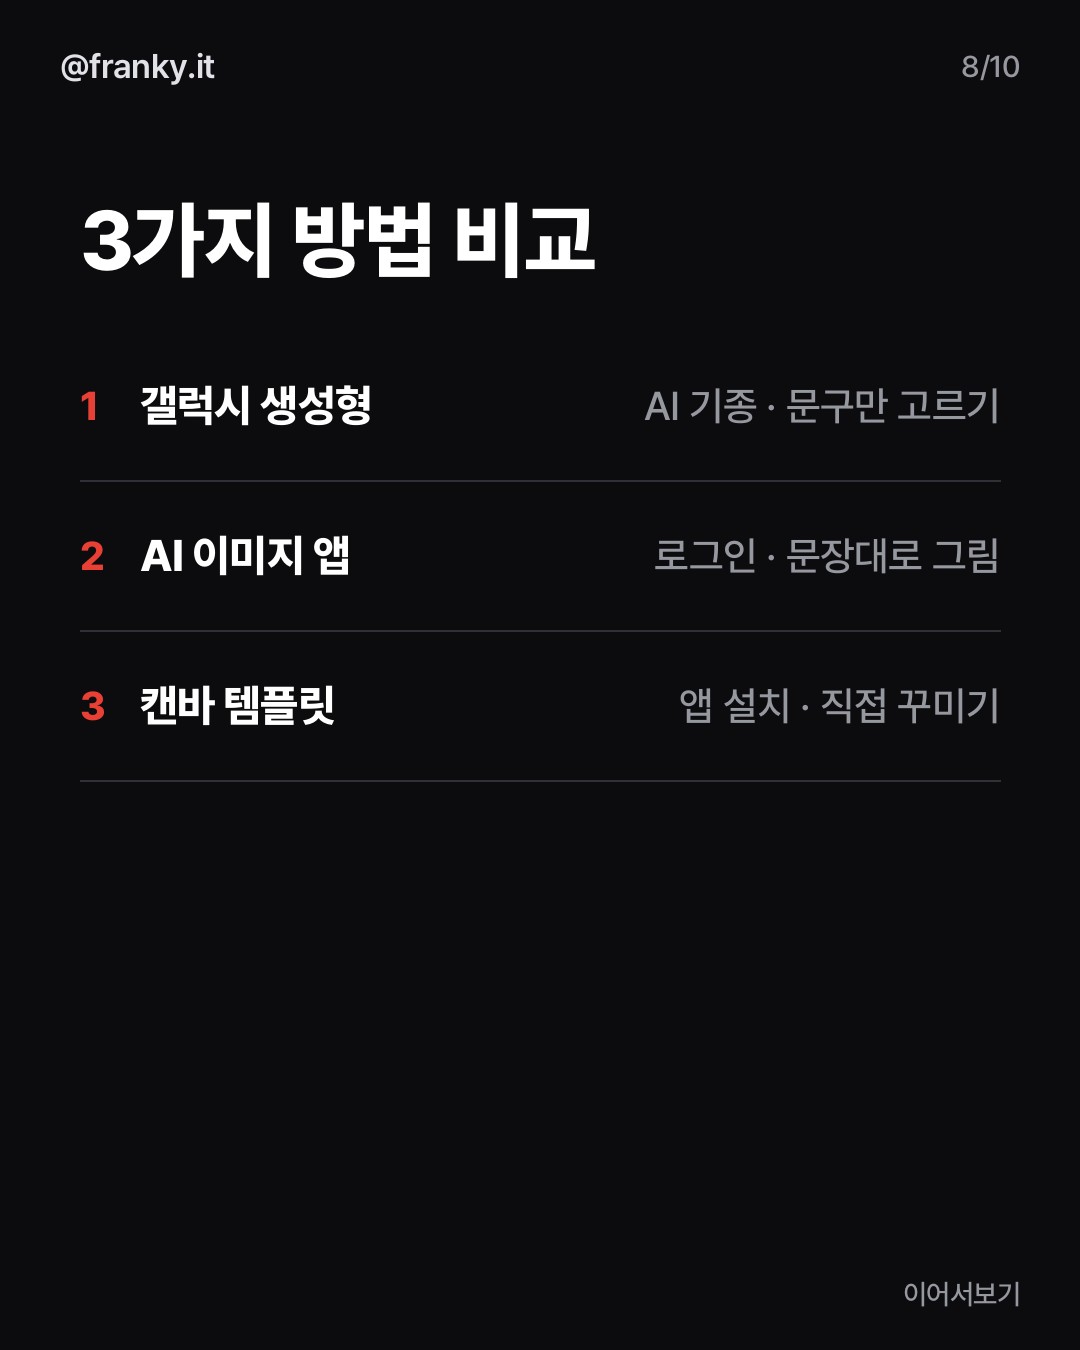 @franky.it
8/10
3가지 방법 비교
1 갤럭시 생성형 AI 기종 · 문구만 고르기
2 AI 이미지 앱 로그인 · 문장대로 그림
3 캔바 템플릿 앱 설치 · 직접 꾸미기
이어서보기